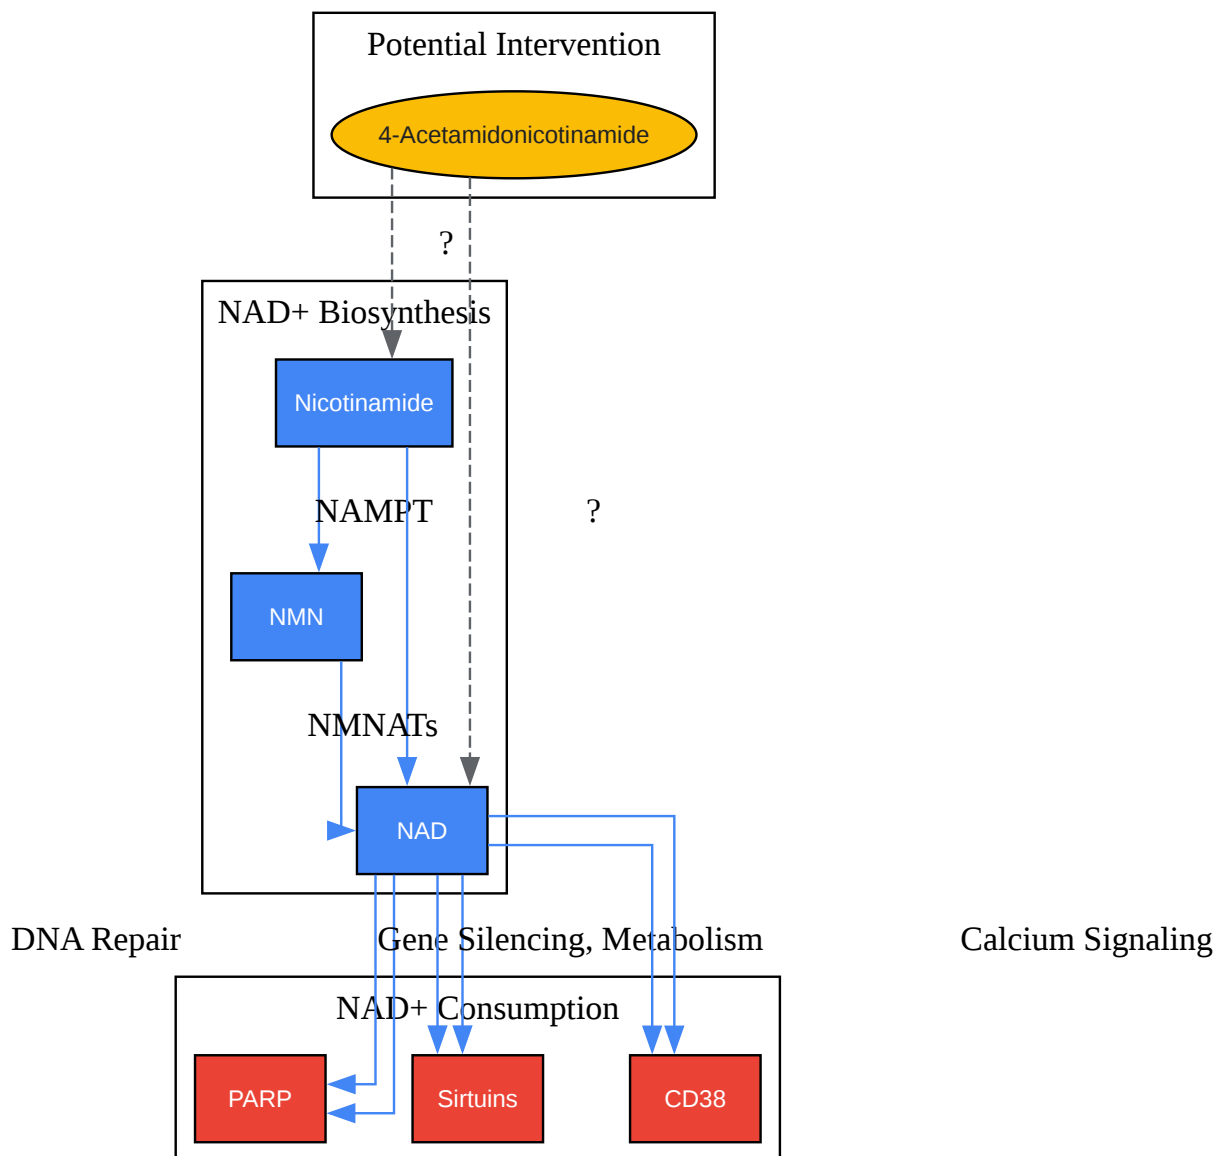 Potential Intervention
4-Acetamidonicotinamide
?
NAD+ Biosynthesis
Nicotinamide
NAMPT
?
NMN
NMNATs
NAD
DNA Repair
Gene Silencing, Metabolism
Calcium Signaling
NAD+ Consumption
PARP
Sirtuins
CD38